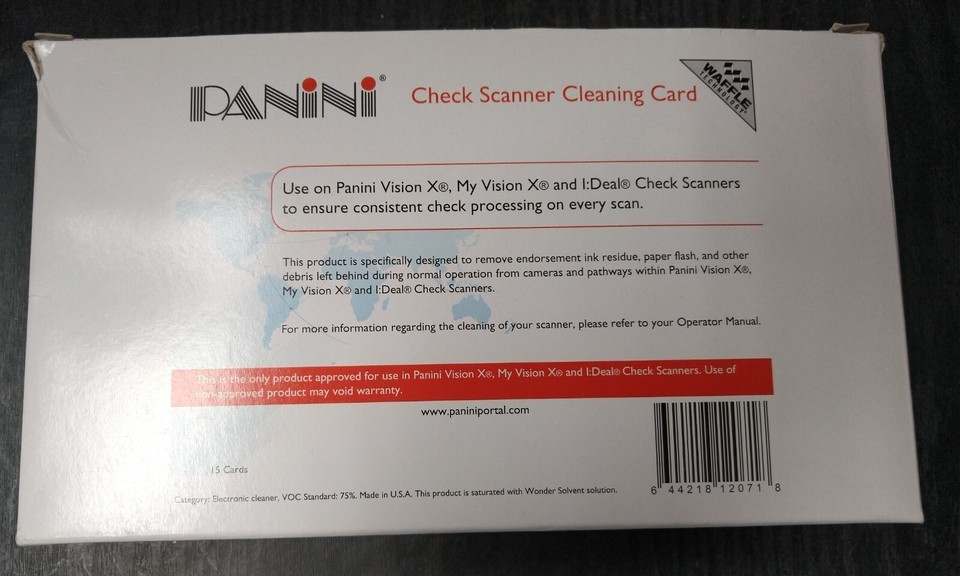 PANINI®
Check Scanner Cleaning Card
WAFFLE
TECHNOLOGY®
Use on Panini Vision X®, My Vision X® and I:Deal® Check Scanners
to ensure consistent check processing on every scan.
This product is specifically designed to remove endorsement ink residue, paper flash, and other
debris left behind during normal operation from cameras and pathways within Panini Vision X®,
My Vision X® and I:Deal® Check Scanners.
For more information regarding the cleaning of your scanner, please refer to your Operator Manual.
This is the only product approved for use in Panini Vision X®, My Vision X® and I:Deal® Check Scanners. Use of
non-approved product may void warranty.
www.paniniportal.com
15 Cards
Category: Electronic cleaner, VOC Standard: 75%. Made in U.S.A. This product is saturated with Wonder Solvent solution.
6 44218 12071 8